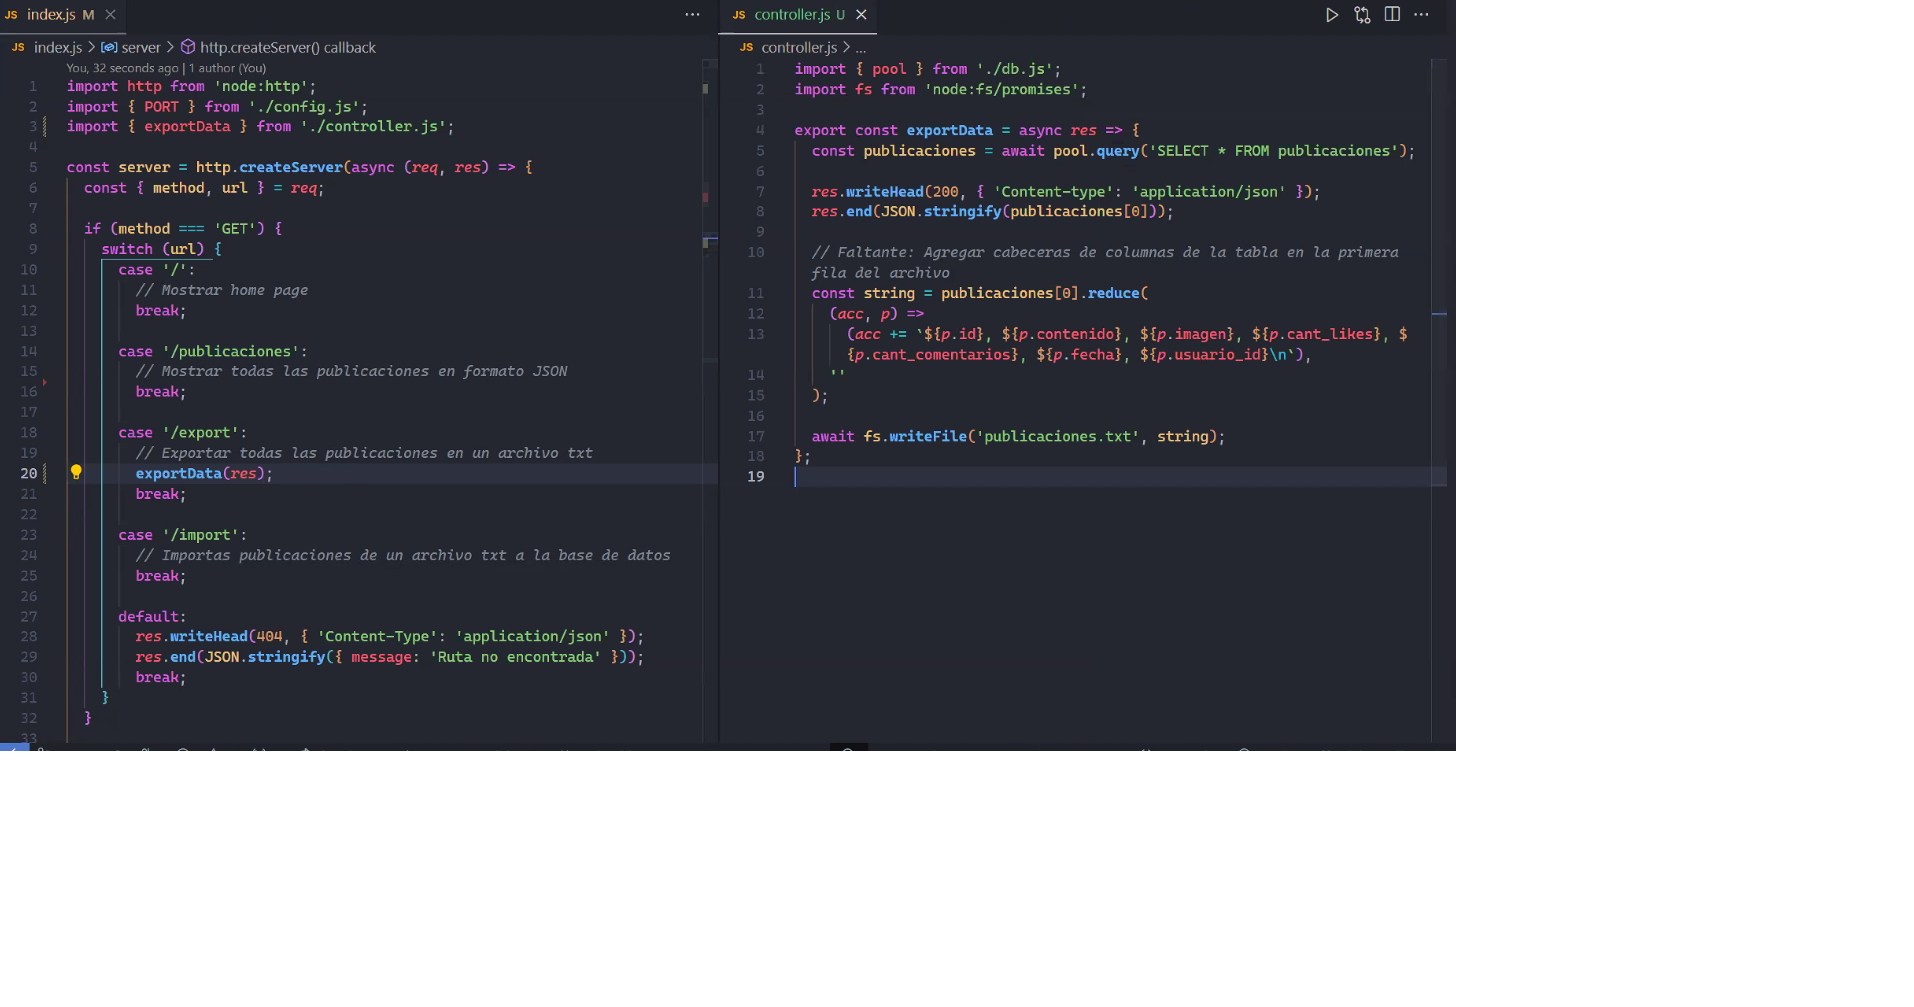 JS index.js M
JS index.js > server > http.createServer() callback
You, 32 seconds ago | 1 author (You)
1 import http from 'node:http';
2 import { PORT } from './config.js';
3 import { exportData } from './controller.js';
4
5 const server = http.createServer(async (req, res) => {
6 const { method, url } = req;
7
8 if (method === 'GET') {
9 switch (url) {
10 case '/':
11 // Mostrar home page
12 break;
13
14 case '/publicaciones':
15 // Mostrar todas las publicaciones en formato JSON
16 break;
17
18 case '/export':
19 // Exportar todas las publicaciones en un archivo txt
20 exportData(res);
21 break;
22
23 case '/import':
24 // Importas publicaciones de un archivo txt a la base de datos
25 break;
26
27 default:
28 res.writeHead(404, { 'Content-Type': 'application/json' });
29 res.end(JSON.stringify({ message: 'Ruta no encontrada' }));
30 break;
31 }
32 }
33
JS controller.js U
JS controller.js > ...
1 import { pool } from './db.js';
2 import fs from 'node:fs/promises';
3
4 export const exportData = async res => {
5 const publicaciones = await pool.query('SELECT * FROM publicaciones');
6
7 res.writeHead(200, { 'Content-type': 'application/json' });
8 res.end(JSON.stringify(publicaciones[0]));
9
10 // Faltante: Agregar cabeceras de columnas de la tabla en la primera
fila del archivo
11 const string = publicaciones[0].reduce(
12 (acc, p) =>
13 (acc += `${p.id}, ${p.contenido}, ${p.imagen}, ${p.cant_likes}, $
{p.cant_comentarios}, ${p.fecha}, ${p.usuario_id}\n`),
14 ''
15 );
16
17 await fs.writeFile('publicaciones.txt', string);
18 };
19